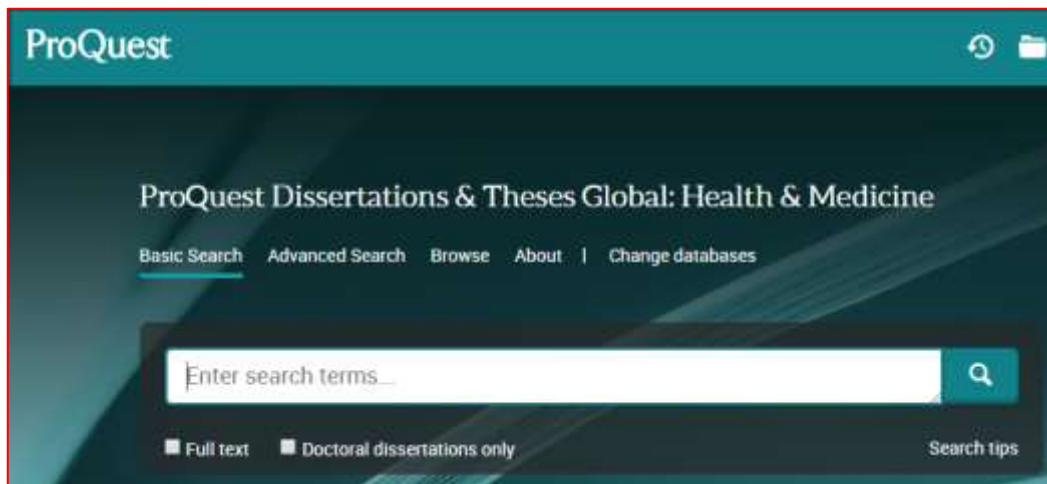 ProQuest
ProQuest Dissertations & Theses Global: Health & Medicine
Basic Search Advanced Search Browse About | Change databases
Enter search terms...
Full text Doctoral dissertations only Search tips